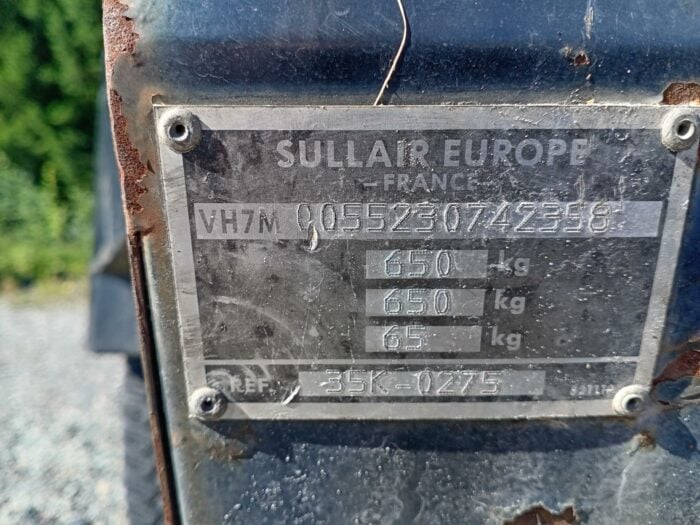 SULLAIR EUROPE
-FRANCE-
VH7M 0055230742358
650 kg
650 kg
65 kg
REF. 35K-0275